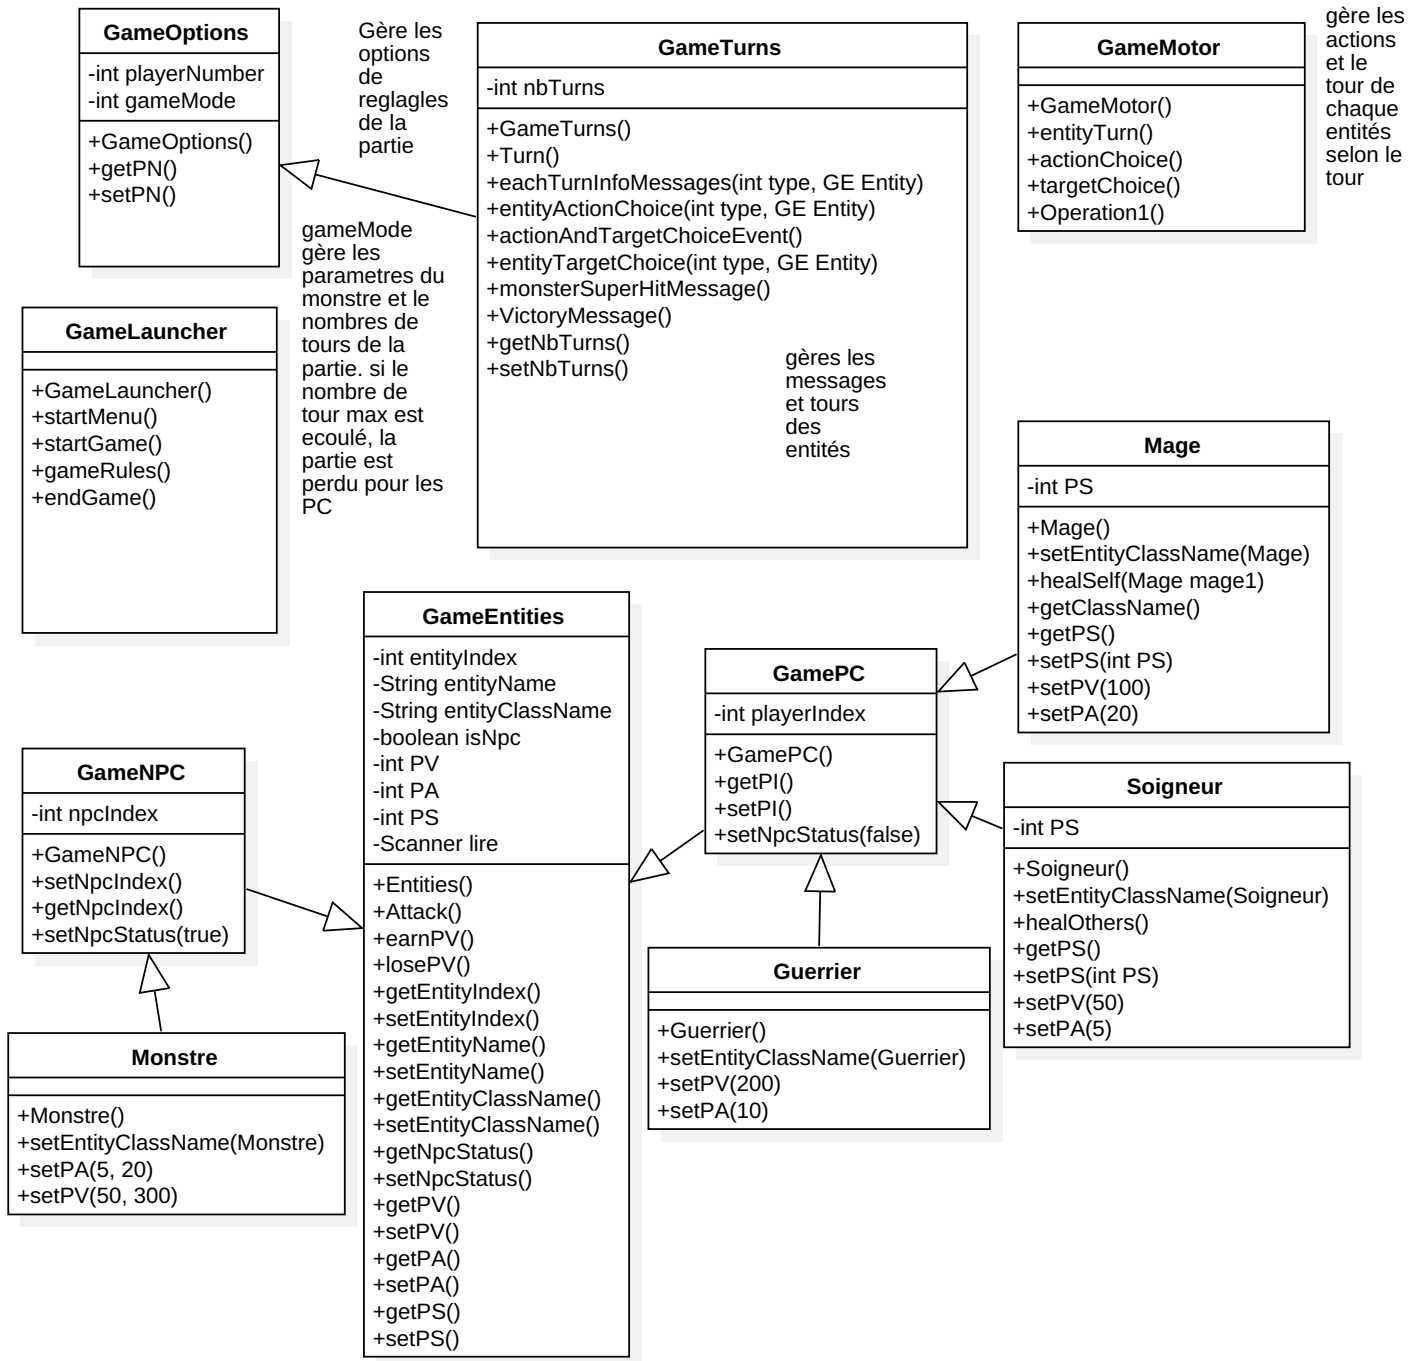 GameOptions
-int playerNumber
-int gameMode
+GameOptions()
+getPN()
+setPN()
Gère les
options
de
reglagles
de la
partie
GameTurns
-int nbTurns
+GameTurns()
+Turn()
+eachTurnInfoMessages(int type, GE Entity)
+entityActionChoice(int type, GE Entity)
+actionAndTargetChoiceEvent()
+entityTargetChoice(int type, GE Entity)
+monsterSuperHitMessage()
+VictoryMessage()
+getNbTurns()
+setNbTurns()
gères les
messages
et tours
des
entités
GameMotor
+GameMotor()
+entityTurn()
+actionChoice()
+targetChoice()
+Operation1()
gère les
actions
et le
tour de
chaque
entités
selon le
tour
gameMode
gère les
parametres du
monstre et le
nombres de
tours de la
partie. si le
nombre de
tour max est
ecoulé, la
partie est
perdu pour les
PC
GameLauncher
+GameLauncher()
+startMenu()
+startGame()
+gameRules()
+endGame()
Mage
-int PS
+Mage()
+setEntityClassName(Mage)
+healSelf(Mage mage1)
+getClassName()
+getPS()
+setPS(int PS)
+setPV(100)
+setPA(20)
GameEntities
-int entityIndex
-String entityName
-String entityClassName
-boolean isNpc
-int PV
-int PA
-int PS
-Scanner lire
+Entities()
+Attack()
+earnPV()
+losePV()
+getEntityIndex()
+setEntityIndex()
+getEntityName()
+setEntityName()
+getEntityClassName()
+setEntityClassName()
+getNpcStatus()
+setNpcStatus()
+getPV()
+setPV()
+getPA()
+setPA()
+getPS()
+setPS()
GamePC
-int playerIndex
+GamePC()
+getPI()
+setPI()
+setNpcStatus(false)
GameNPC
-int npcIndex
+GameNPC()
+setNpcIndex()
+getNpcIndex()
+setNpcStatus(true)
Soigneur
-int PS
+Soigneur()
+setEntityClassName(Soigneur)
+healOthers()
+getPS()
+setPS(int PS)
+setPV(50)
+setPA(5)
Guerrier
+Guerrier()
+setEntityClassName(Guerrier)
+setPV(200)
+setPA(10)
Monstre
+Monstre()
+setEntityClassName(Monstre)
+setPA(5, 20)
+setPV(50, 300)